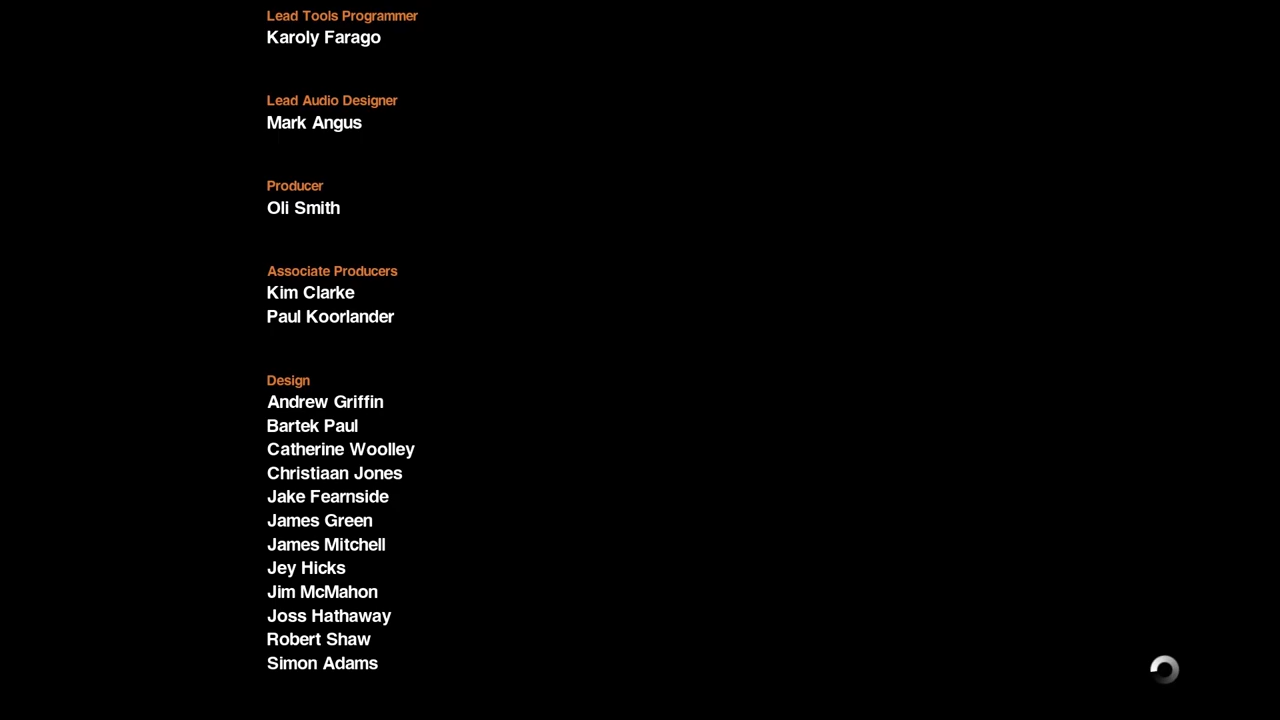 Lead Tools Programmer
Karoly Farago
Lead Audio Designer
Mark Angus
Producer
Oli Smith
Associate Producers
Kim Clarke
Paul Koorlander
Design
Andrew Griffin
Bartek Paul
Catherine Woolley
Christiaan Jones
Jake Fearnside
James Green
James Mitchell
Jey Hicks
Jim McMahon
Joss Hathaway
Robert Shaw
Simon Adams